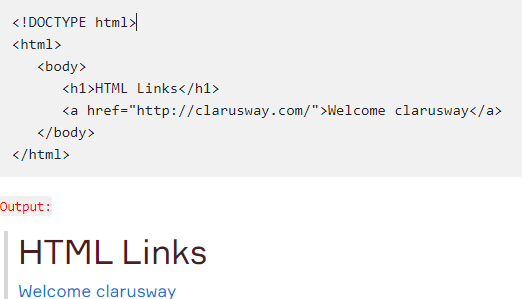 <!DOCTYPE html>
<html>
<body>
<h1>HTML Links</h1>
<a href="http://clarusway.com/">Welcome clarusway</a>
</body>
</html>
Output:
HTML Links
Welcome clarusway